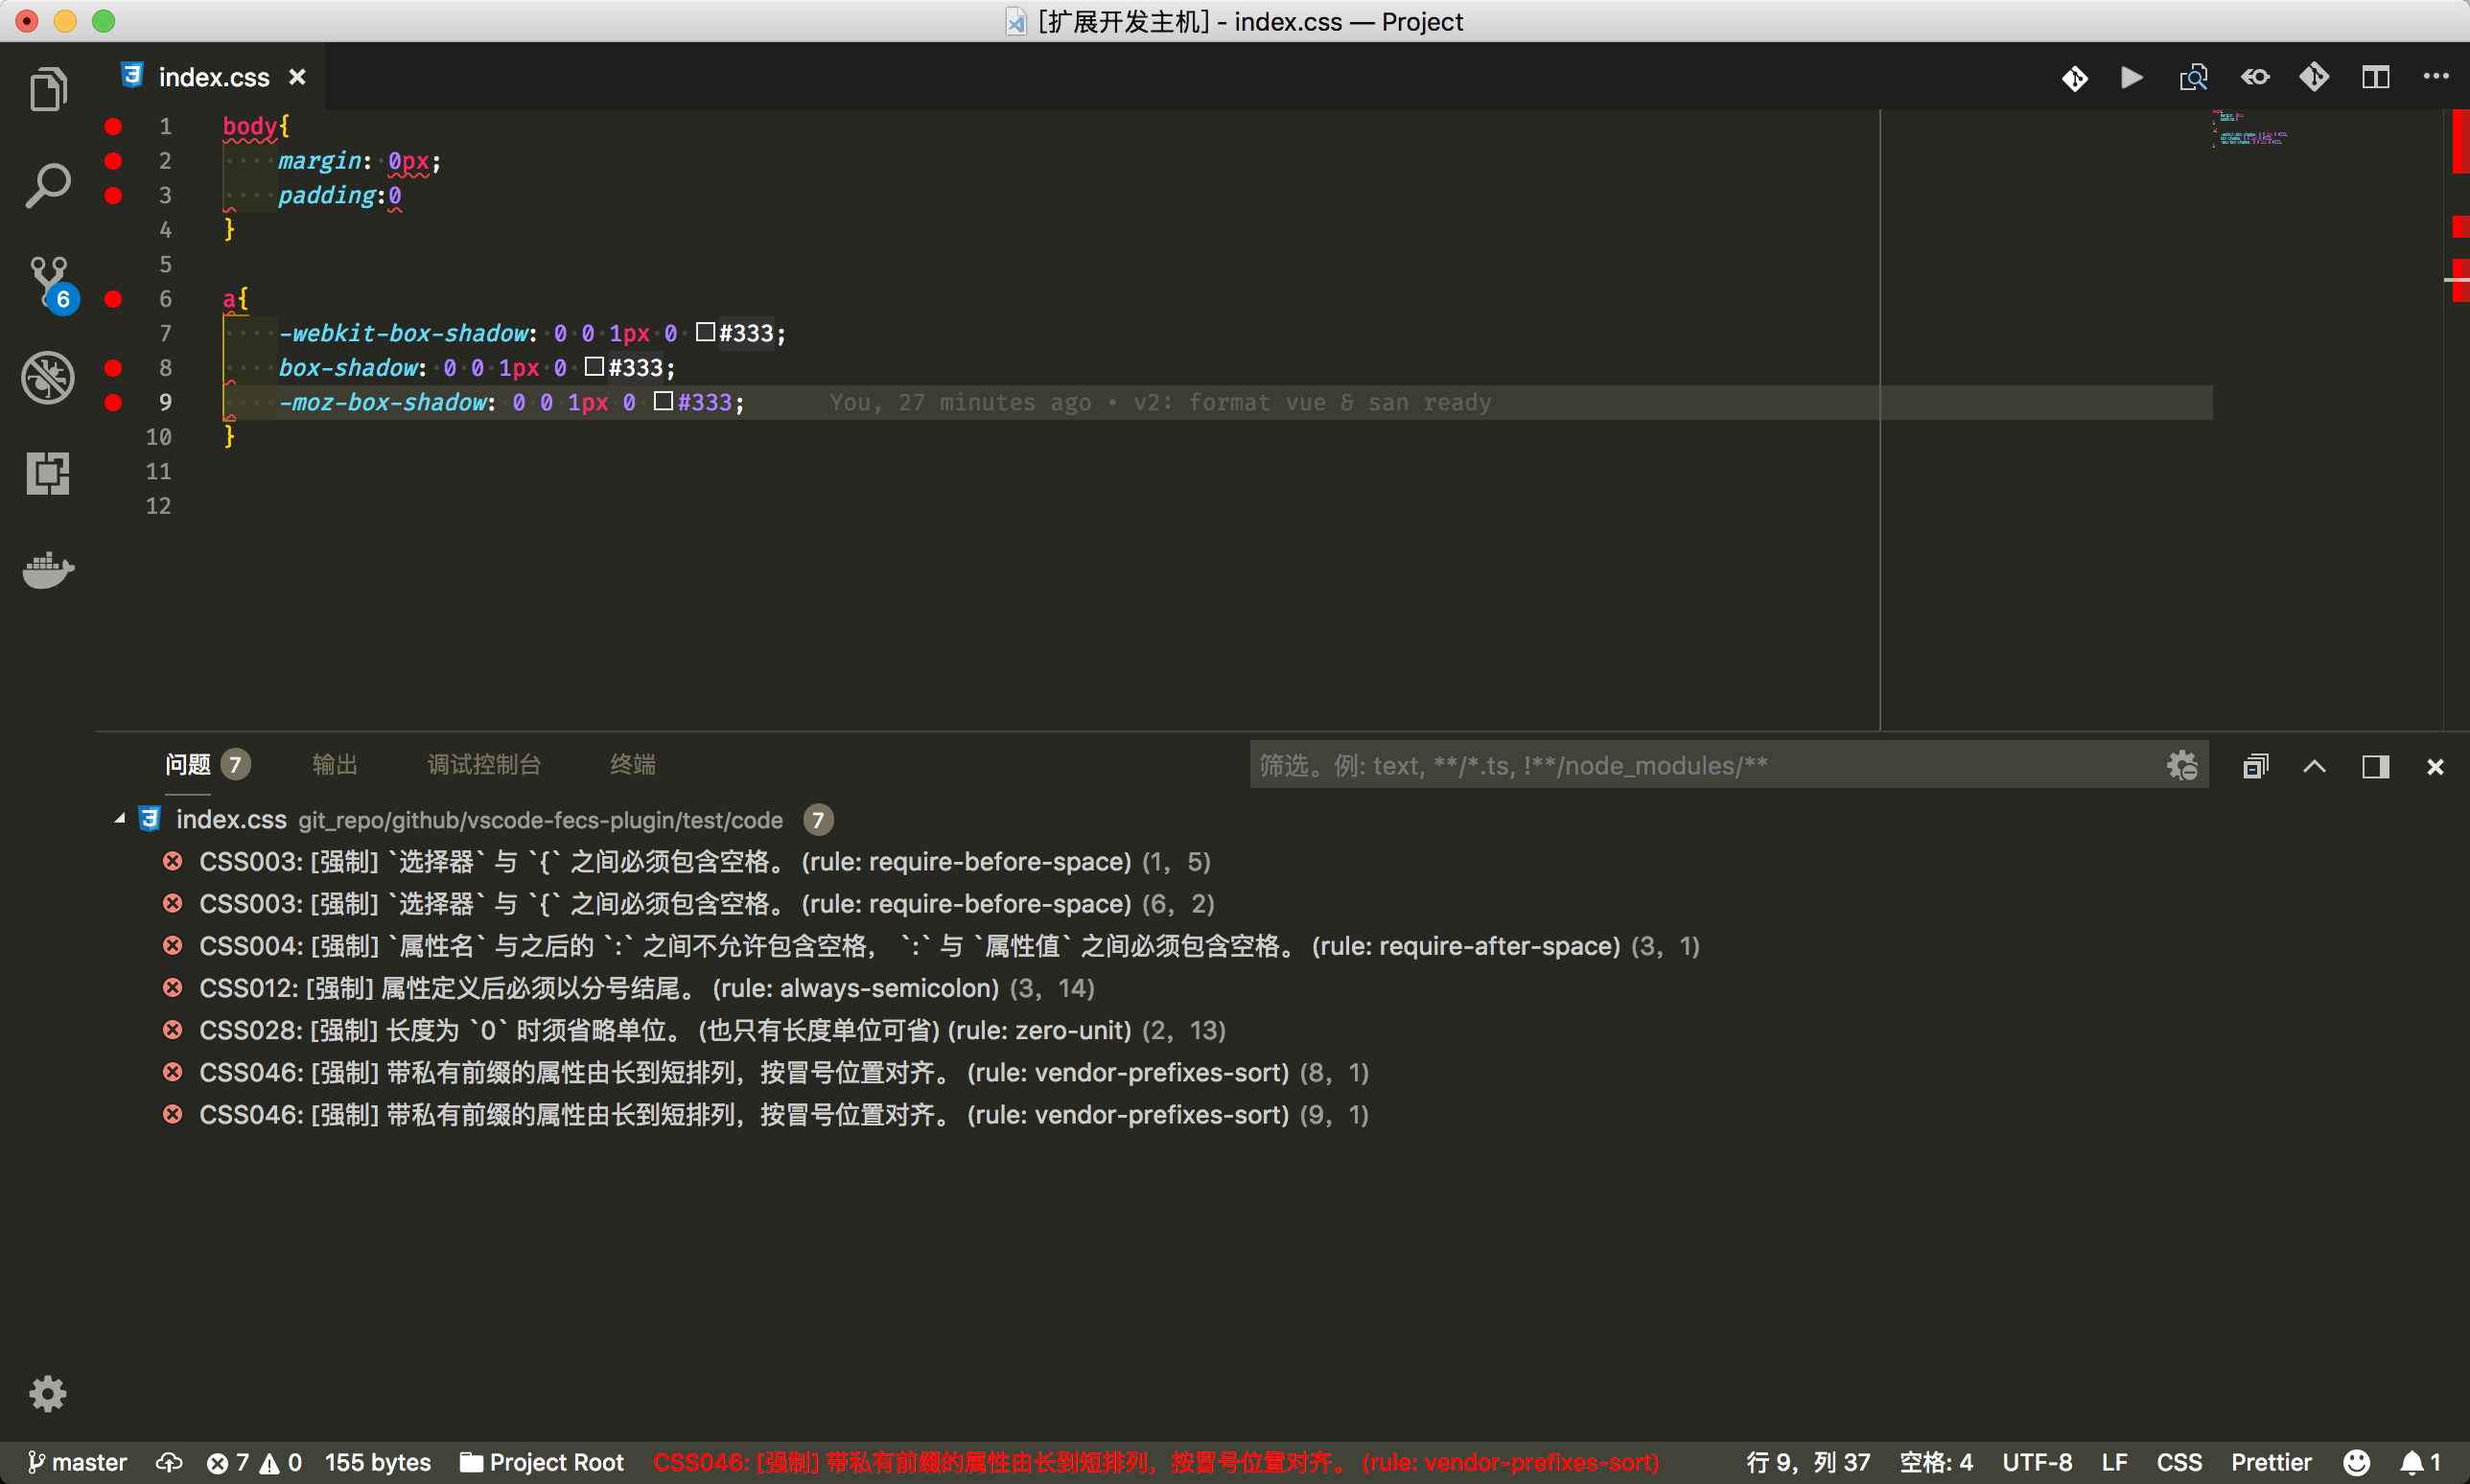 [扩展开发主机] - index.css — Project
index.css
1 body{
2 margin: 0px;
3 padding:0
4 }
5
6 a{
7 -webkit-box-shadow: 0 0 1px 0 #333;
8 box-shadow: 0 0 1px 0 #333;
9 -moz-box-shadow: 0 0 1px 0 #333; You, 27 minutes ago • v2: format vue & san ready
10 }
11
12
6
问题 7 输出 调试控制台 终端 筛选。例: text, **/*.ts, !**/node_modules/**
index.css git_repo/github/vscode-fecs-plugin/test/code 7
CSS003: [强制] `选择器` 与 `{` 之间必须包含空格。 (rule: require-before-space) (1, 5)
CSS003: [强制] `选择器` 与 `{` 之间必须包含空格。 (rule: require-before-space) (6, 2)
CSS004: [强制] `属性名` 与之后的 `:` 之间不允许包含空格， `:` 与 `属性值` 之间必须包含空格。 (rule: require-after-space) (3, 1)
CSS012: [强制] 属性定义后必须以分号结尾。 (rule: always-semicolon) (3, 14)
CSS028: [强制] 长度为 `0` 时须省略单位。 (也只有长度单位可省) (rule: zero-unit) (2, 13)
CSS046: [强制] 带私有前缀的属性由长到短排列，按冒号位置对齐。 (rule: vendor-prefixes-sort) (8, 1)
CSS046: [强制] 带私有前缀的属性由长到短排列，按冒号位置对齐。 (rule: vendor-prefixes-sort) (9, 1)
master 7 0 155 bytes Project Root CSS046: [强制] 带私有前缀的属性由长到短排列，按冒号位置对齐。 (rule: vendor-prefixes-sort) 行 9，列 37 空格: 4 UTF-8 LF CSS Prettier 1